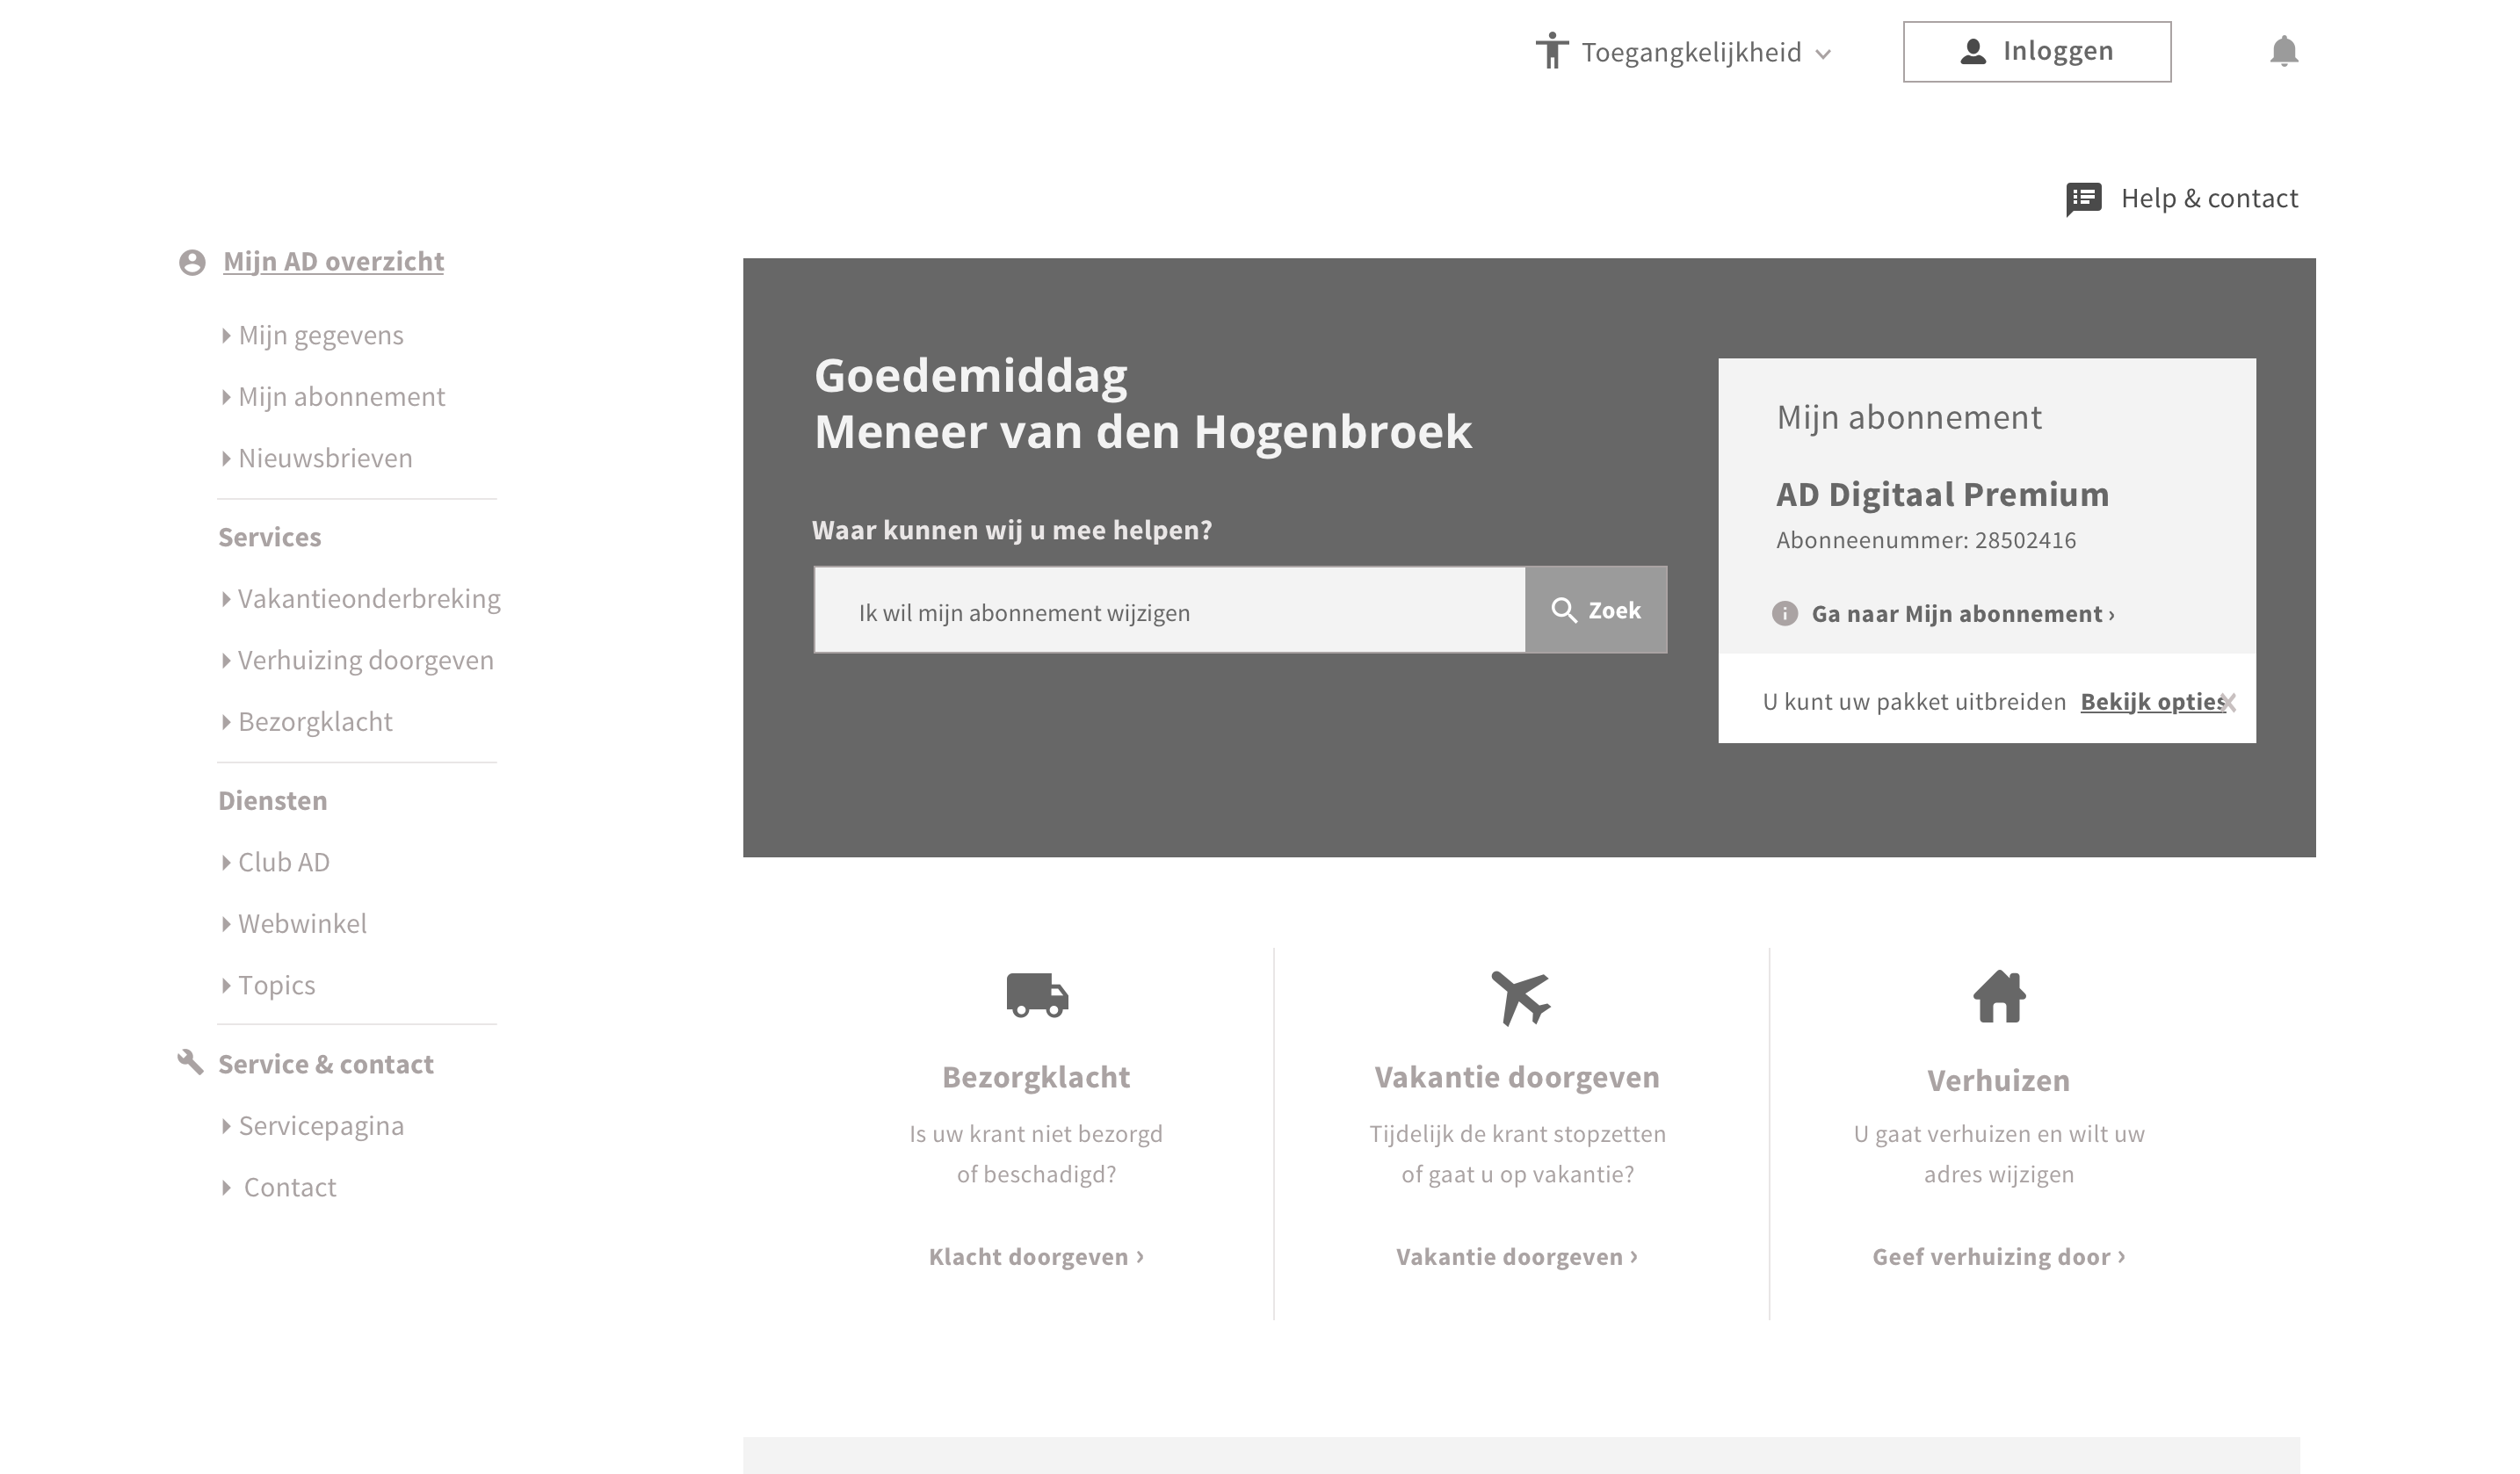 Toegangkelijkheid
Inloggen
Help & contact
Mijn AD overzicht
Mijn gegevens
Mijn abonnement
Nieuwsbrieven
Services
Vakantieonderbreking
Verhuizing doorgeven
Bezorgklacht
Diensten
Club AD
Webwinkel
Topics
Service & contact
Servicepagina
Contact
Goedemiddag
Meneer van den Hogenbroek
Waar kunnen wij u mee helpen?
Ik wil mijn abonnement wijzigen
Zoek
Mijn abonnement
AD Digitaal Premium
Abonneenummer: 28502416
Ga naar Mijn abonnement ›
U kunt uw pakket uitbreiden Bekijk opties
Bezorgklacht
Is uw krant niet bezorgd
of beschadigd?
Klacht doorgeven ›
Vakantie doorgeven
Tijdelijk de krant stopzetten
of gaat u op vakantie?
Vakantie doorgeven ›
Verhuizen
U gaat verhuizen en wilt uw
adres wijzigen
Geef verhuizing door ›